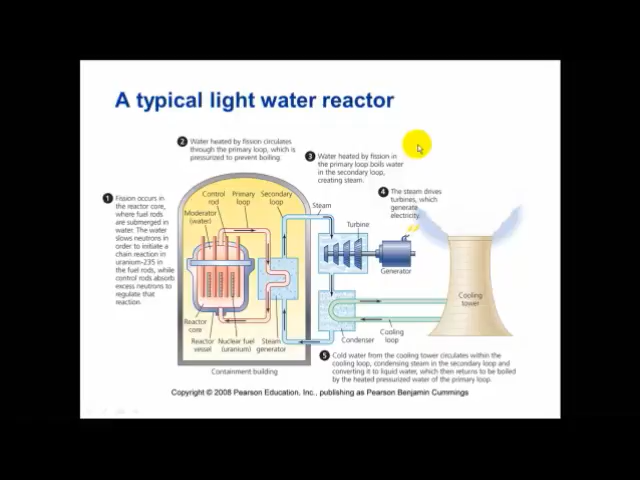 A typical light water reactor
2 Water heated by fission circulates
through the primary loop, which is
pressurized to prevent boiling.
3 Water heated by fission in
the primary loop boils water
in the secondary loop,
creating steam.
4 The steam drives
turbines, which
generate
electricity.
1 Fission occurs in
the reactor core,
where fuel rods
are submerged in
water. The water
slows neutrons in
order to initiate a
chain reaction in
uranium-235 in
the fuel rods, while
control rods absorb
excess neutrons to
regulate that
reaction.
Control
rod
Primary
loop
Secondary
loop
Moderator
(water)
Steam
Turbine
Generator
Cooling
tower
Reactor
core
Reactor
vessel
Nuclear fuel
(uranium)
Steam
generator
Condenser
Cooling
loop
Containment building
5 Cold water from the cooling tower circulates within the
cooling loop, condensing steam in the secondary loop and
converting it to liquid water, which then returns to be boiled
by the heated pressurized water of the primary loop.
Copyright © 2008 Pearson Education, Inc., publishing as Pearson Benjamin Cummings